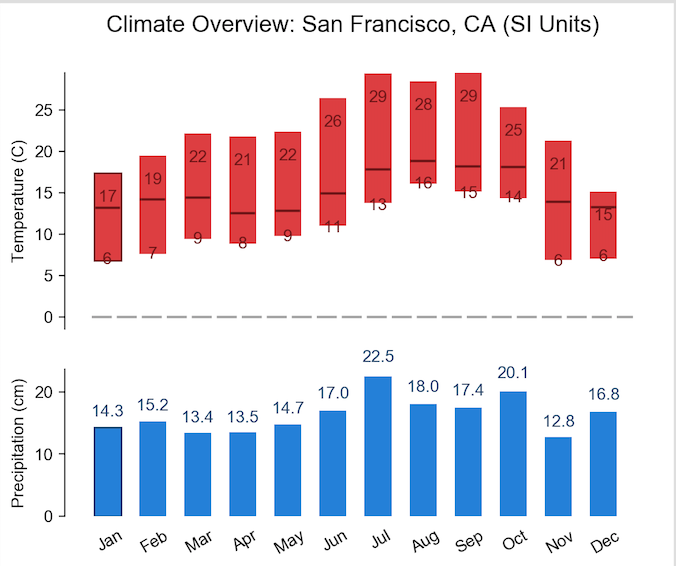 Climate Overview: San Francisco, CA (SI Units)
Temperature (C)
25
20
15
10
5
0
17 19 22 21 22 26 29 28 29 25 21 15
6 7 9 8 9 11 13 16 15 14 6 6
Precipitation (cm)
20
10
0
14.3 15.2 13.4 13.5 14.7 17.0 22.5 18.0 17.4 20.1 12.8 16.8
Jan Feb Mar Apr May Jun Jul Aug Sep Oct Nov Dec